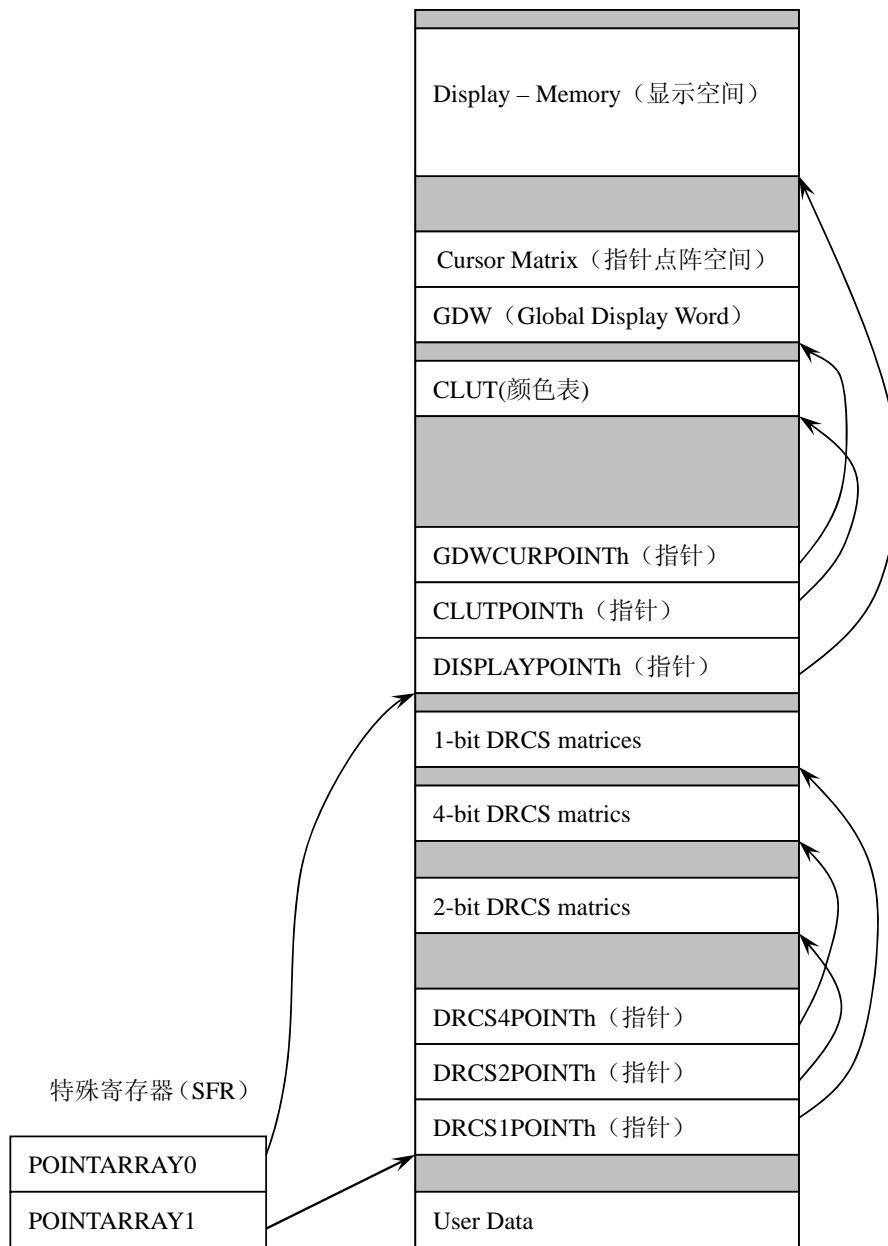 Display – Memory（显示空间）
Cursor Matrix（指针点阵空间）
GDW（Global Display Word）
CLUT(颜色表)
GDWCURPOINTh（指针）
CLUTPOINTh（指针）
DISPLAYPOINTh（指针）
1-bit DRCS matrices
4-bit DRCS matrics
2-bit DRCS matrics
DRCS4POINTh（指针）
DRCS2POINTh（指针）
DRCS1POINTh（指针）
User Data
特殊寄存器（SFR）
POINTARRAY0
POINTARRAY1